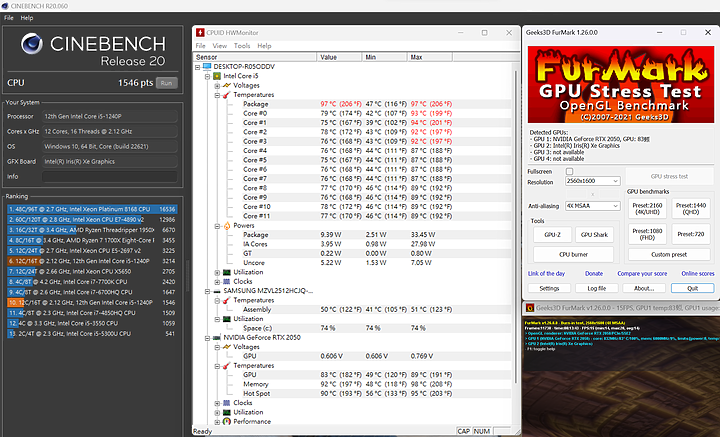 CINEBENCH R20.060
File Help
CINEBENCH
Release 20
CPU 1546 pts Run
Your System
Processor 12th Gen Intel Core i5-1240P
Cores x GHz 12 Cores, 16 Threads @ 2.12 GHz
OS Windows 10, 64 Bit, Core (build 22621)
GFX Board Intel(R) Iris(R) Xe Graphics
Info
Ranking
1. 48C/96T @ 2.7 GHz, Intel Xeon Platinum 8168 CPU 16536
2. 60C/120T @ 2.8 GHz, Intel Xeon CPU E7-4890 v2 12986
3. 16C/32T @ 3.4 GHz, AMD Ryzen Threadripper 1950X 6670
4. 8C/16T @ 3.4 GHz, AMD Ryzen 7 1700X Eight-Core 3455
5. 12C/24T @ 2.7 GHz, Intel Xeon CPU E5-2697 v2 3225
6. 12C/16T @ 2.12 GHz, 12th Gen Intel Core i5-1240P 3214
7. 12C/24T @ 2.66 GHz, Intel Xeon CPU X5650 2705
8. 4C/8T @ 4.2 GHz, Intel Core i7-7700K CPU 2420
9. 4C/8T @ 2.6 GHz, Intel Core i7-6700HQ CPU 1647
10. 12C/16T @ 2.12 GHz, 12th Gen Intel Core i5-1240P 1546
11. 4C/8T @ 2.3 GHz, Intel Core i7-4850HQ CPU 1509
12. 4C @ 3.3 GHz, Intel Core i5-3550 CPU 1059
13. 2C/4T @ 2.3 GHz, Intel Core i5-5300U CPU 541
CPUID HWMonitor
File View Tools Help
Sensor Value Min Max
DESKTOP-R05ODDV
Intel Core i5
Voltages
Temperatures
Package 97 °C (206 °F) 47 °C (116 °F) 97 °C (206 °F)
Core #0 79 °C (174 °F) 42 °C (107 °F) 93 °C (199 °F)
Core #1 75 °C (167 °F) 39 °C (102 °F) 94 °C (201 °F)
Core #2 78 °C (172 °F) 43 °C (109 °F) 92 °C (197 °F)
Core #3 76 °C (168 °F) 43 °C (109 °F) 92 °C (197 °F)
Core #4 76 °C (168 °F) 44 °C (111 °F) 87 °C (188 °F)
Core #5 76 °C (168 °F) 44 °C (111 °F) 87 °C (188 °F)
Core #6 76 °C (168 °F) 44 °C (111 °F) 87 °C (188 °F)
Core #7 76 °C (168 °F) 44 °C (111 °F) 87 °C (188 °F)
Core #8 77 °C (170 °F) 46 °C (114 °F) 89 °C (192 °F)
Core #9 77 °C (170 °F) 46 °C (114 °F) 89 °C (192 °F)
Core #10 78 °C (172 °F) 46 °C (114 °F) 89 °C (192 °F)
Core #11 77 °C (170 °F) 46 °C (114 °F) 89 °C (192 °F)
Powers
Package 9.39 W 2.51 W 33.45 W
IA Cores 3.95 W 0.98 W 27.98 W
GT 0.22 W 0.00 W 0.80 W
Uncore 5.22 W 1.53 W 7.05 W
Utilization
Clocks
SAMSUNG MZVL2512HCJQ-...
Temperatures
Assembly 50 °C (122 °F) 41 °C (105 °F) 51 °C (123 °F)
Utilization
Space (c:) 74 % 74 % 74 %
NVIDIA GeForce RTX 2050
Voltages
GPU 0.606 V 0.606 V 0.769 V
Temperatures
GPU 83 °C (182 °F) 49 °C (120 °F) 89 °C (191 °F)
Memory 92 °C (197 °F) 48 °C (118 °F) 98 °C (208 °F)
Hot Spot 90 °C (193 °F) 56 °C (133 °F) 95 °C (203 °F)
Clocks
Utilization
Performance
Ready CAP NUM
Geeks3D FurMark 1.26.0.0
FurMark
GPU Stress Test
OpenGL Benchmark
(C)2007-2021 Geeks3D
Detected GPUs:
- GPU 1: NVIDIA GeForce RTX 2050, GPU: 83
- GPU 2: Intel(R) Iris(R) Xe Graphics
- GPU 3: not available
- GPU 4: not available
Fullscreen
Resolution 2560x1600
Anti-aliasing 4X MSAA
GPU stress test
GPU benchmarks
Preset:2160 (4K/UHD)
Preset:1440 (QHD)
Preset:1080 (FHD)
Preset:720
Custom preset
Tools
GPU-Z GPU Shark
CPU burner
Link of the day Donate Compare your score Online scores
Settings Log file About... Quit
Geeks3D FurMark v1.26.0.0 - 15FPS, GPU1 temp:83, GPU1 usage:
FurMark v1.26.0.0 - Burn-in test, 2560x1600 (4X MSAA)
- F1: toggle help